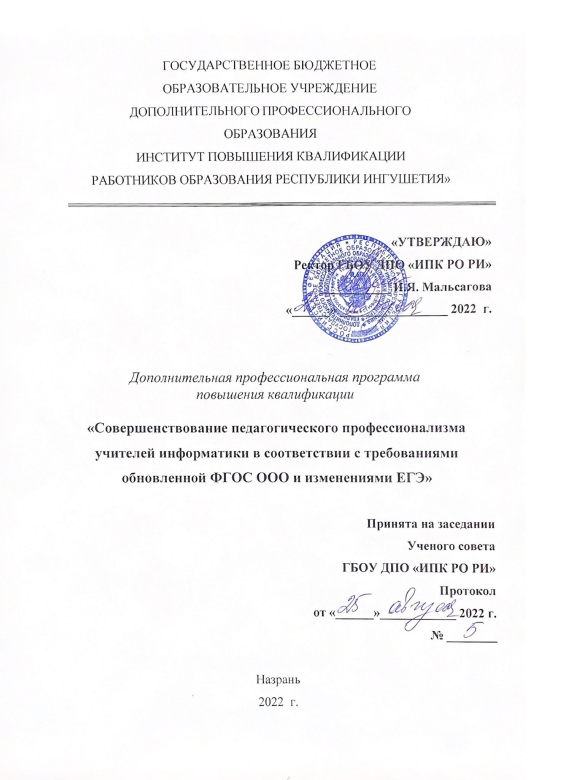 ГОСУДАРСТВЕННОЕ БЮДЖЕТНОЕ
ОБРАЗОВАТЕЛЬНОЕ УЧРЕЖДЕНИЕ
ДОПОЛНИТЕЛЬНОГО ПРОФЕССИОНАЛЬНОГО
ОБРАЗОВАНИЯ
ИНСТИТУТ ПОВЫШЕНИЯ КВАЛИФИКАЦИИ
РАБОТНИКОВ ОБРАЗОВАНИЯ РЕСПУБЛИКИ ИНГУШЕТИЯ»
«УТВЕРЖДАЮ»
Ректор ГБОУ ДПО «ИПК РО РИ»
И.Я. Мальсагова
2022 г.
Дополнительная профессиональная программа
повышения квалификации
«Совершенствование педагогического профессионализма
учителей информатики в соответствии с требованиями
обновленной ФГОС ООО и изменениями ЕГЭ»
Принята на заседании
Ученого совета
ГБОУ ДПО «ИПК РО РИ»
Протокол
от «25» август 2022 г.
№ 5
Назрань
2022 г.